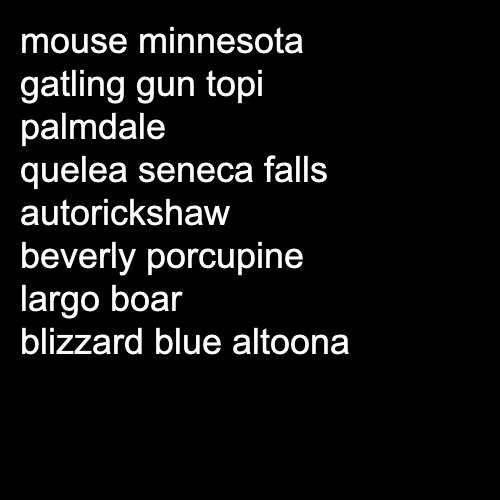 mouse minnesota
gatling gun topi
palmdale
quelea seneca falls
autorickshaw
beverly porcupine
largo boar
blizzard blue altoona